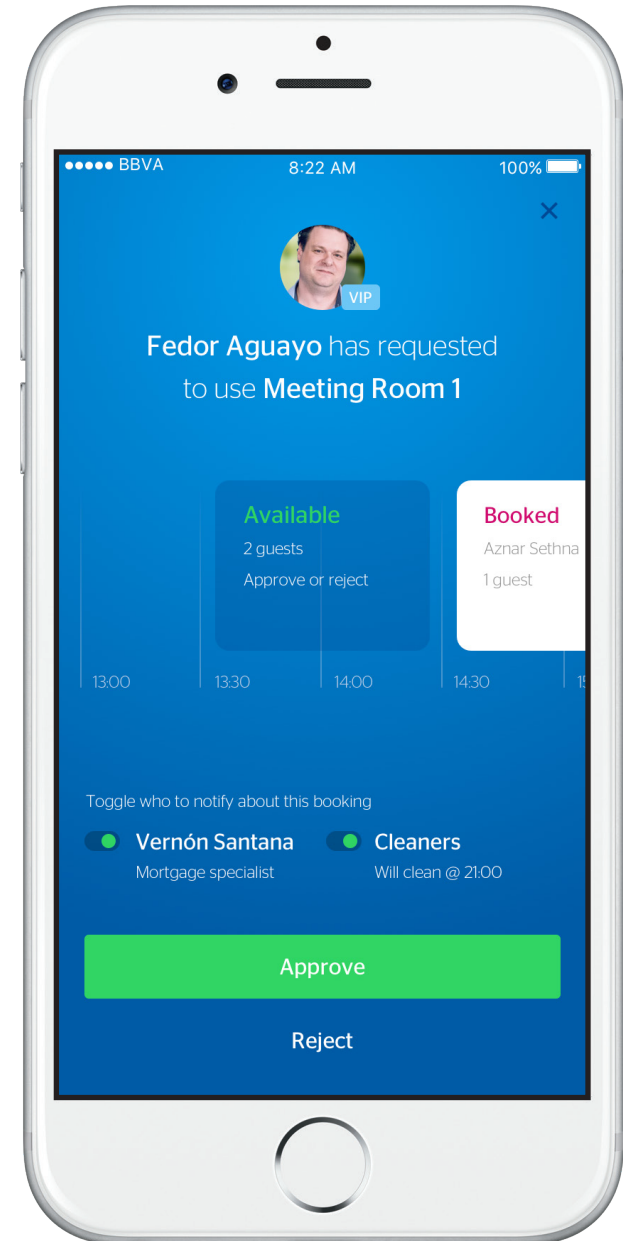 BBVA 8:22 AM 100%
VIP
Fedor Aguayo has requested
to use Meeting Room 1
Available
2 guests
Approve or reject
Booked
Aznar Sethna
1 guest
13:00 13:30 14:00 14:30 15
Toggle who to notify about this booking
Vernón Santana
Mortgage specialist
Cleaners
Will clean @ 21:00
Approve
Reject